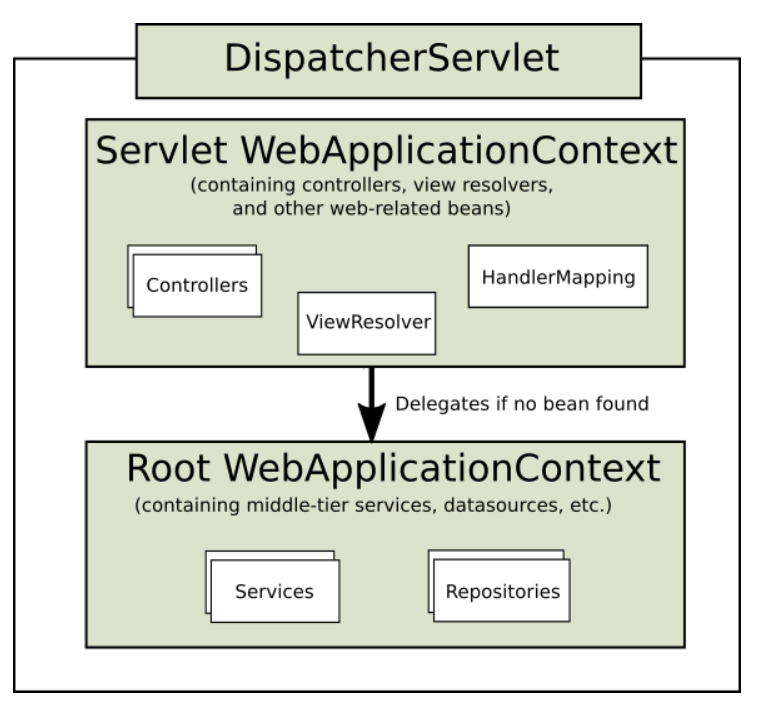 DispatcherServlet
Servlet WebApplicationContext
(containing controllers, view resolvers,
and other web-related beans)
Controllers
HandlerMapping
ViewResolver
Delegates if no bean found
Root WebApplicationContext
(containing middle-tier services, datasources, etc.)
Services
Repositories